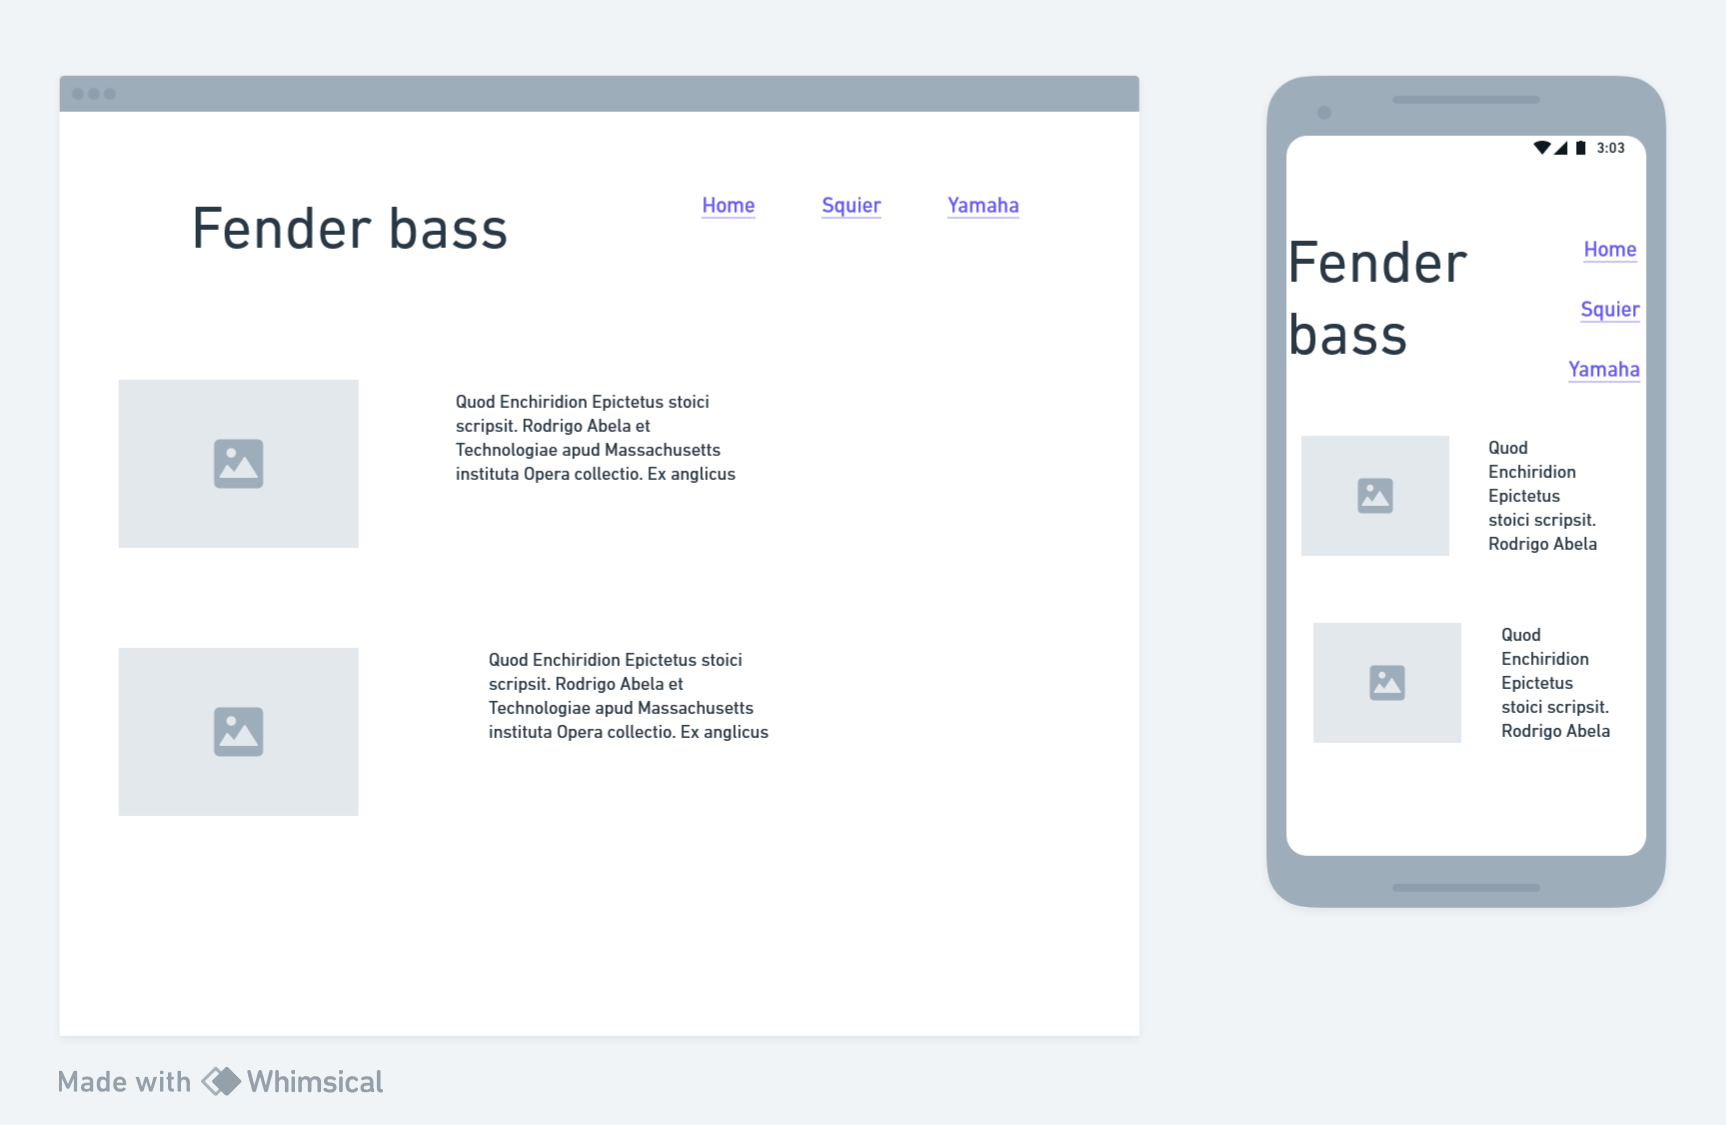 Fender bass
Home
Squier
Yamaha
Quod Enchiridion Epictetus stoici
scripsit. Rodrigo Abela et
Technologiae apud Massachusetts
instituta Opera collectio. Ex anglicus
Quod Enchiridion Epictetus stoici
scripsit. Rodrigo Abela et
Technologiae apud Massachusetts
instituta Opera collectio. Ex anglicus
3:03
Fender
bass
Home
Squier
Yamaha
Quod
Enchiridion
Epictetus
stoici scripsit.
Rodrigo Abela
Quod
Enchiridion
Epictetus
stoici scripsit.
Rodrigo Abela
Made with Whimsical